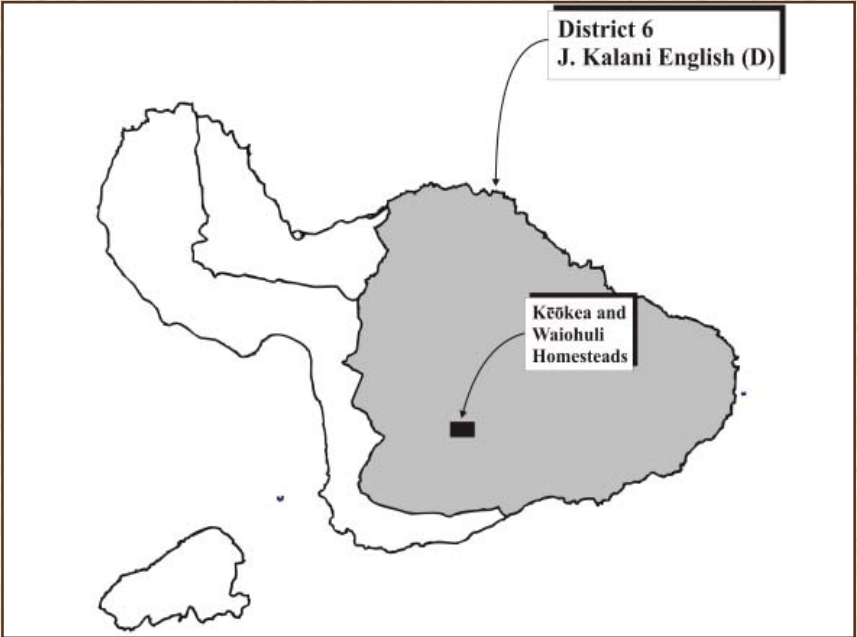 District 6
J. Kalani English (D)
Kēōkea and
Waiohuli
Homesteads